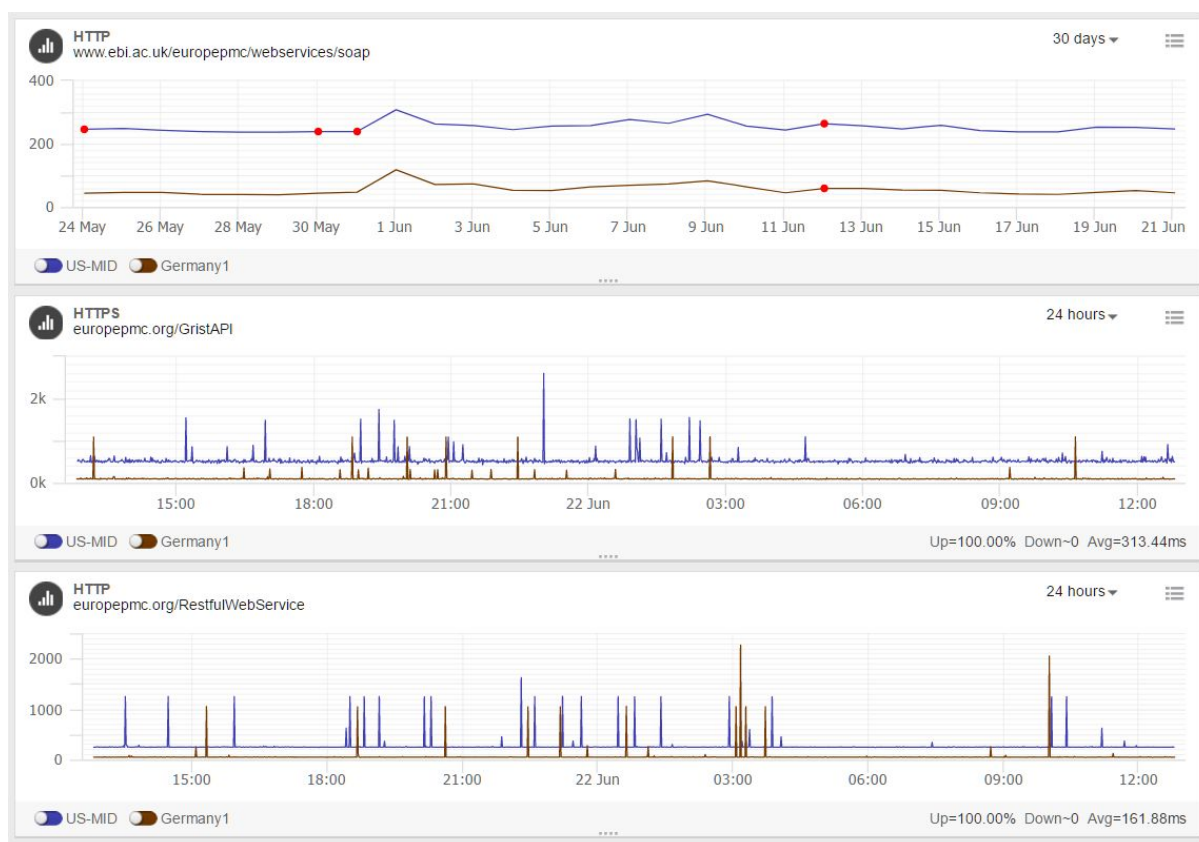 HTTP
www.ebi.ac.uk/europepmc/webservices/soap
30 days
400
200
0
24 May 26 May 28 May 30 May 1 Jun 3 Jun 5 Jun 7 Jun 9 Jun 11 Jun 13 Jun 15 Jun 17 Jun 19 Jun 21 Jun
US-MID Germany1
HTTPS
europepmc.org/GristAPI
24 hours
2k
0k
15:00 18:00 21:00 22 Jun 03:00 06:00 09:00 12:00
US-MID Germany1 Up=100.00% Down~0 Avg=313.44ms
HTTP
europepmc.org/RestfulWebService
24 hours
2000
1000
0
15:00 18:00 21:00 22 Jun 03:00 06:00 09:00 12:00
US-MID Germany1 Up=100.00% Down~0 Avg=161.88ms